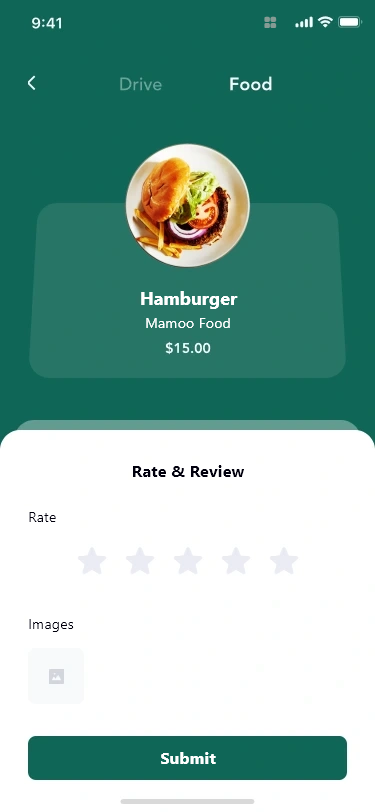 9:41
Drive Food
Hamburger
Mamoo Food
$15.00
Rate & Review
Rate
Images
Submit